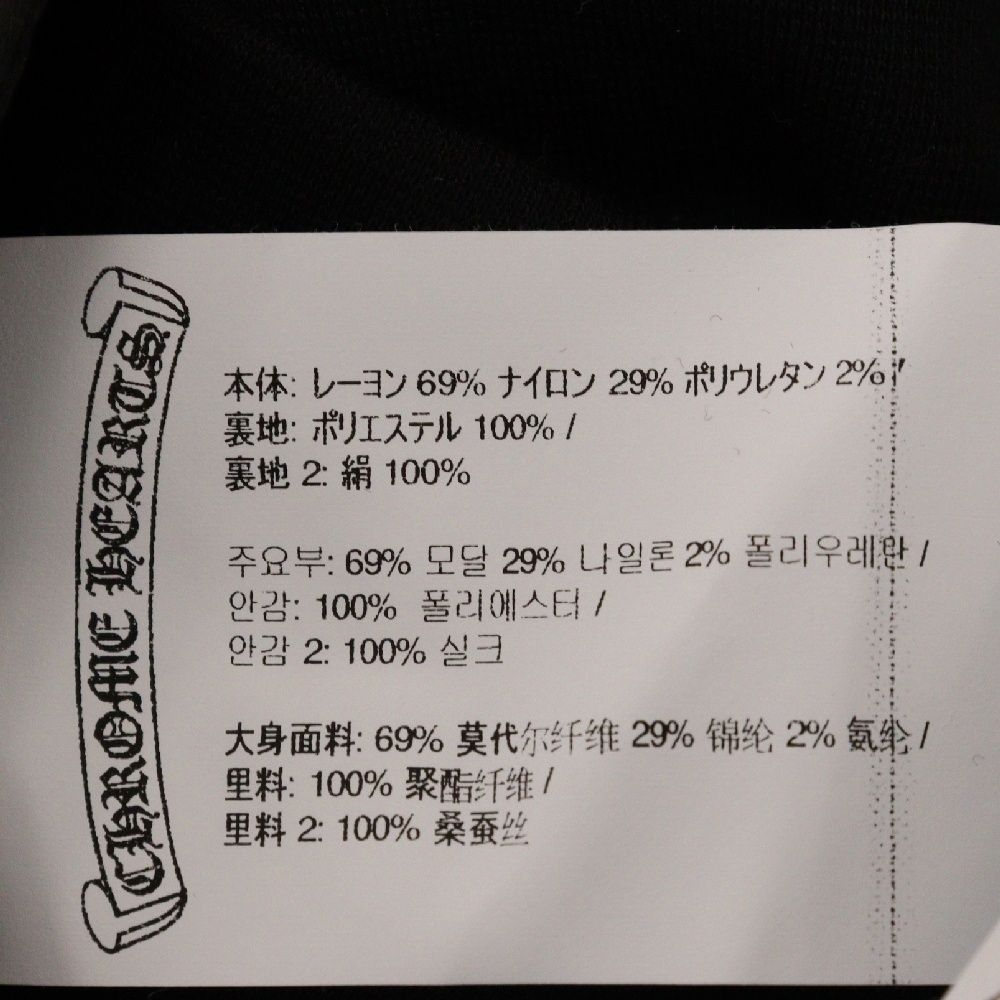 CHROME HEARTS
本体: レーヨン 69% ナイロン 29% ポリウレタン 2% /
裏地: ポリエステル 100% /
裏地 2: 絹 100%
주요부: 69% 모달 29% 나일론 2% 폴리우레탄 /
안감: 100% 폴리에스터 /
안감 2: 100% 실크
大身面料: 69% 莫代尔纤维 29% 锦纶 2% 氨纶 /
里料: 100% 聚酯纤维 /
里料 2: 100% 桑蚕丝